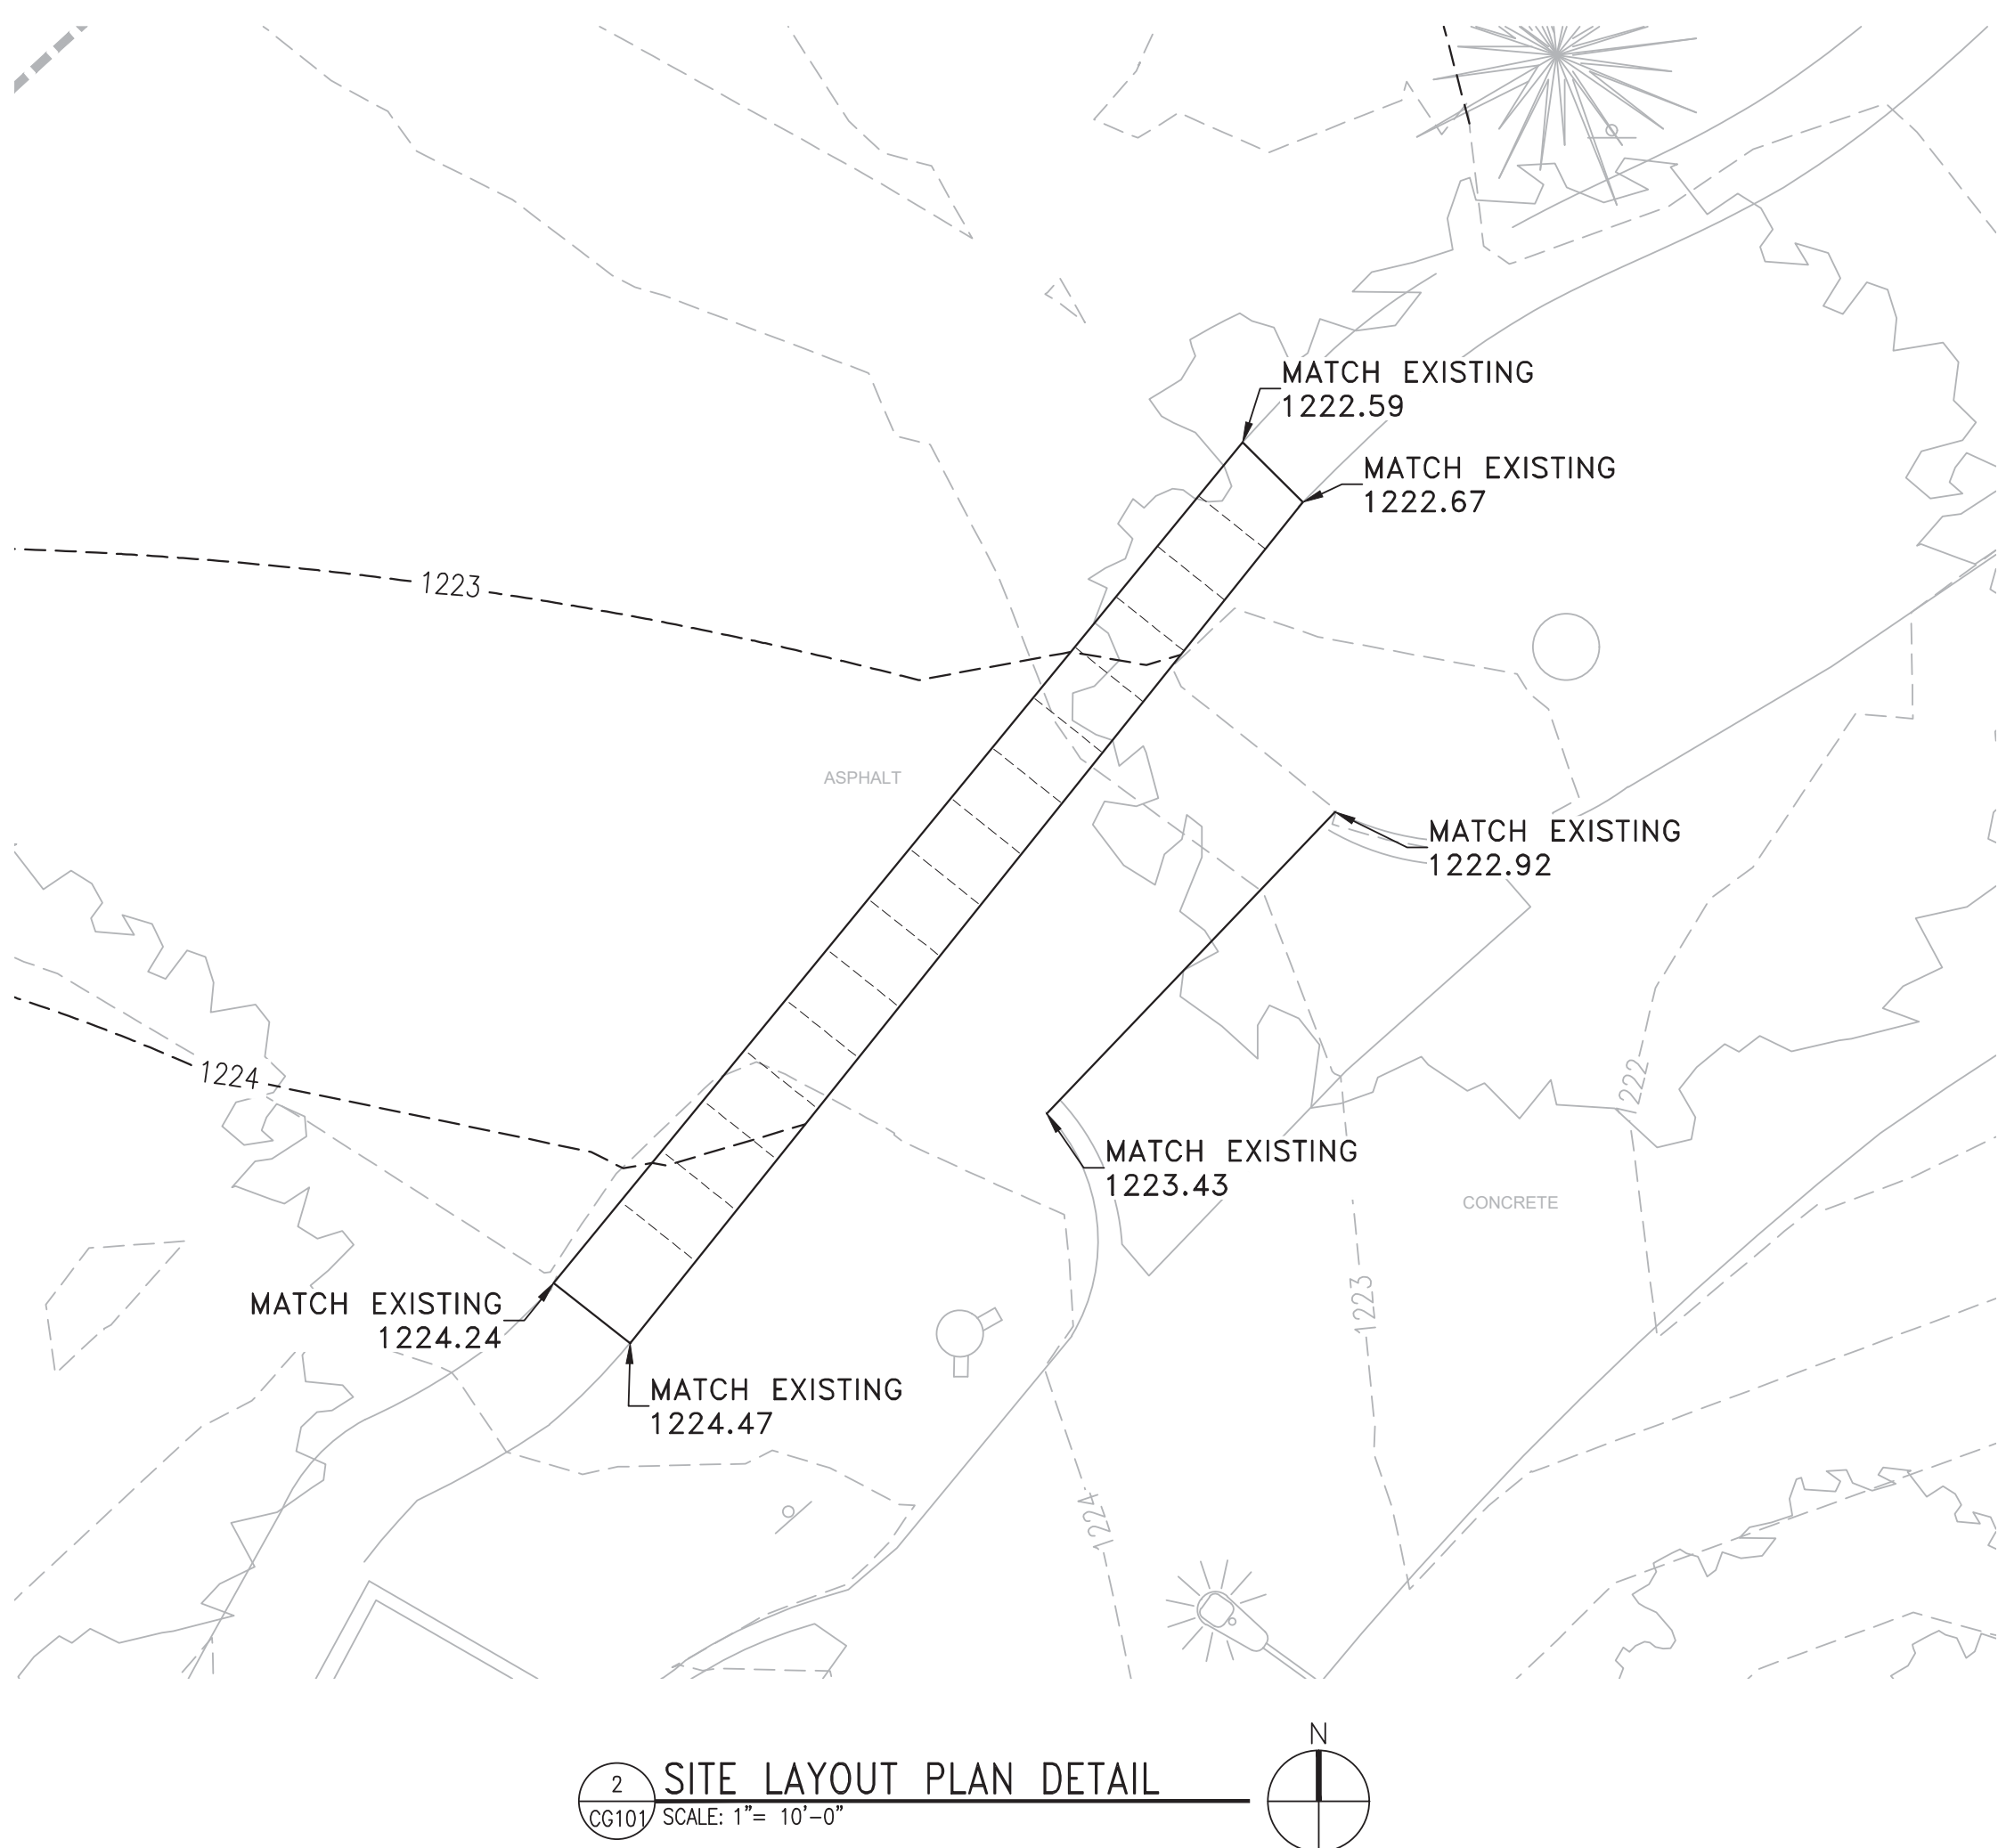 MATCH EXISTING
1222.59
MATCH EXISTING
1222.67
1223
ASPHALT
MATCH EXISTING
1222.92
1224
1222
MATCH EXISTING
1223.43
CONCRETE
1223
MATCH EXISTING
1224.24
MATCH EXISTING
1224.47
1224
N
2
CG101
SITE LAYOUT PLAN DETAIL
SCALE: 1"= 10'-0"